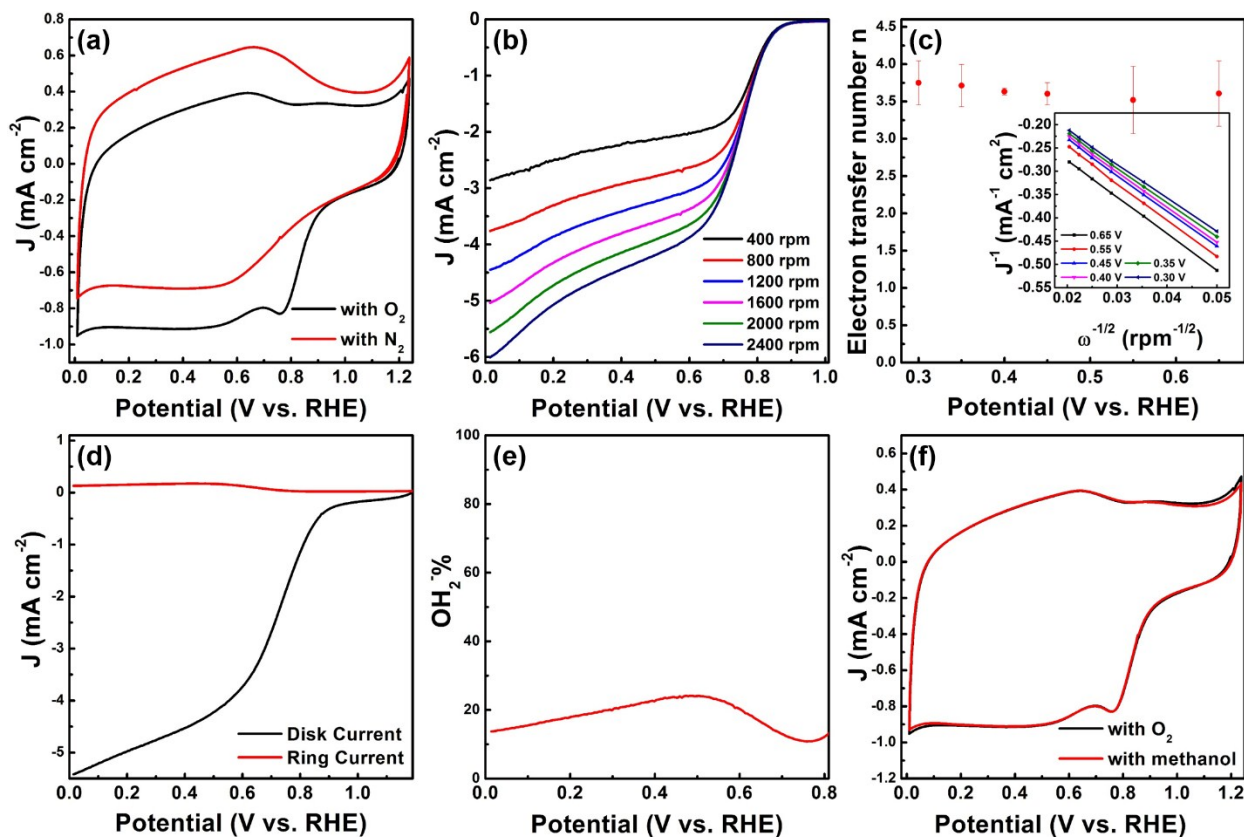 (a)
J (mA cm⁻²)
0.8
0.6
0.4
0.2
0.0
-0.2
-0.4
-0.6
-0.8
-1.0
with O₂
with N₂
0.0 0.2 0.4 0.6 0.8 1.0 1.2
Potential (V vs. RHE)
(b)
J (mA cm⁻²)
0
-1
-2
-3
-4
-5
-6
400 rpm
800 rpm
1200 rpm
1600 rpm
2000 rpm
2400 rpm
0.0 0.2 0.4 0.6 0.8 1.0
Potential (V vs. RHE)
(c)
Electron transfer number n
5.0
4.5
4.0
3.5
3.0
2.5
2.0
1.5
1.0
0.5
0.0
J⁻¹ (mA⁻¹ cm²)
-0.20
-0.25
-0.30
-0.35
-0.40
-0.45
-0.50
-0.55
0.65 V
0.55 V
0.45 V 0.35 V
0.40 V 0.30 V
0.02 0.03 0.04 0.05
ω⁻¹/² (rpm⁻¹/²)
0.3 0.4 0.5 0.6
Potential (V vs. RHE)
(d)
J (mA cm⁻²)
1
0
-1
-2
-3
-4
-5
Disk Current
Ring Current
0.0 0.2 0.4 0.6 0.8 1.0
Potential (V vs. RHE)
(e)
OH₂⁻%
100
80
60
40
20
0
0.0 0.2 0.4 0.6 0.8
Potential (V vs. RHE)
(f)
J (mA cm⁻²)
0.6
0.4
0.2
0.0
-0.2
-0.4
-0.6
-0.8
-1.0
-1.2
with O₂
with methanol
0.0 0.2 0.4 0.6 0.8 1.0 1.2
Potential (V vs. RHE)